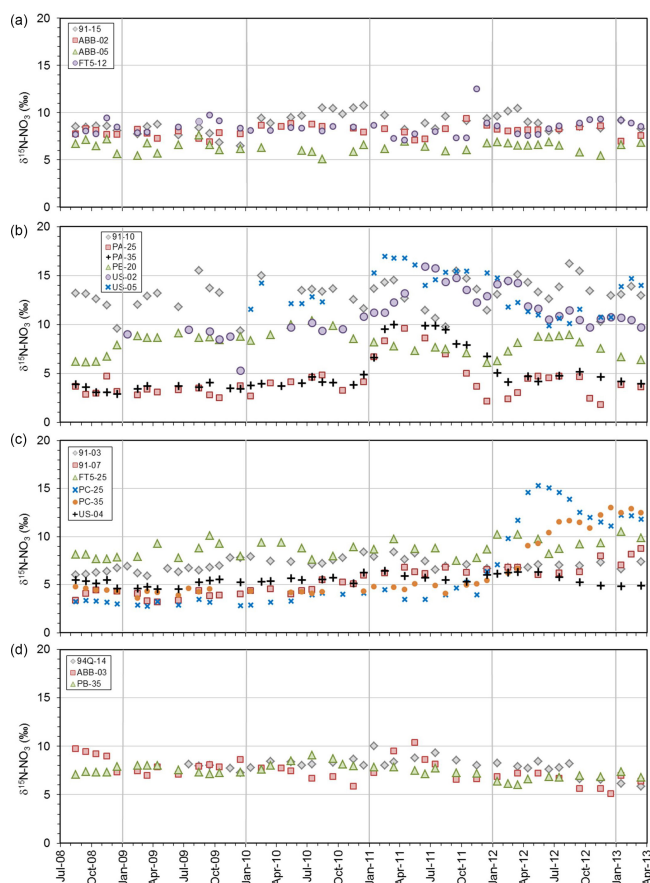 (a)
20
15
10
5
0
δ¹⁵N-NO₃ (‰)
91-15
ABB-02
ABB-05
FT5-12
(b)
20
15
10
5
0
δ¹⁵N-NO₃ (‰)
91-10
PA-25
PA-35
PE-20
US-02
US-05
(c)
20
15
10
5
0
δ¹⁵N-NO₃ (‰)
91-03
91-07
FT5-25
PC-25
PC-35
US-04
(d)
20
15
10
5
0
δ¹⁵N-NO₃ (‰)
94Q-14
ABB-03
PB-35
Jul-08
Oct-08
Jan-09
Apr-09
Jul-09
Oct-09
Jan-10
Apr-10
Jul-10
Oct-10
Jan-11
Apr-11
Jul-11
Oct-11
Jan-12
Apr-12
Jul-12
Oct-12
Jan-13
Apr-13